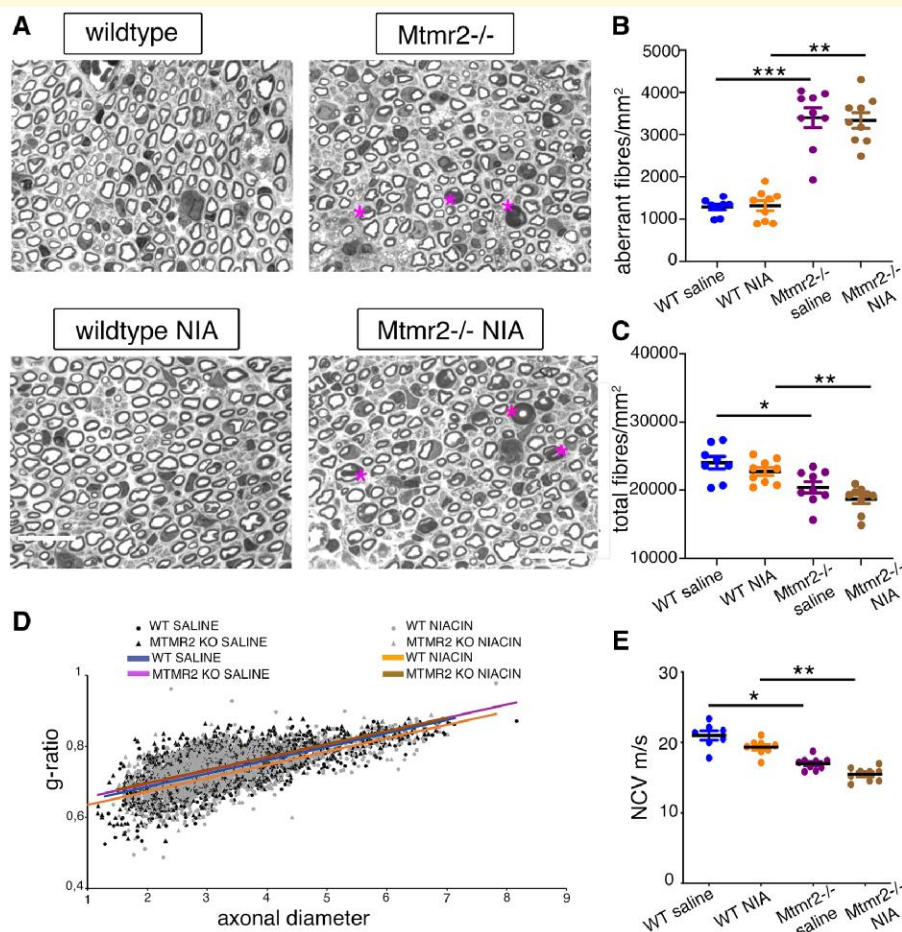 A
wildtype
Mtmr2-/-
*
*
*
wildtype NIA
Mtmr2-/- NIA
*
*
*
B
aberrant fibres/mm²
5000
4000
3000
2000
1000
0
***
**
WT saline
WT NIA
Mtmr2-/-
saline
Mtmr2-/-
NIA
C
total fibres/mm²
40000
30000
20000
10000
*
**
WT saline
WT NIA
Mtmr2-/-
saline
Mtmr2-/-
NIA
D
WT SALINE
MTMR2 KO SALINE
WT SALINE
MTMR2 KO SALINE
WT NIACIN
MTMR2 KO NIACIN
WT NIACIN
MTMR2 KO NIACIN
g-ratio
1
0,8
0,6
0,4
1 2 3 4 5 6 7 8 9
axonal diameter
E
NCV m/s
30
20
10
0
*
**
WT saline
WT NIA
Mtmr2-/-
saline
Mtmr2-/-
NIA